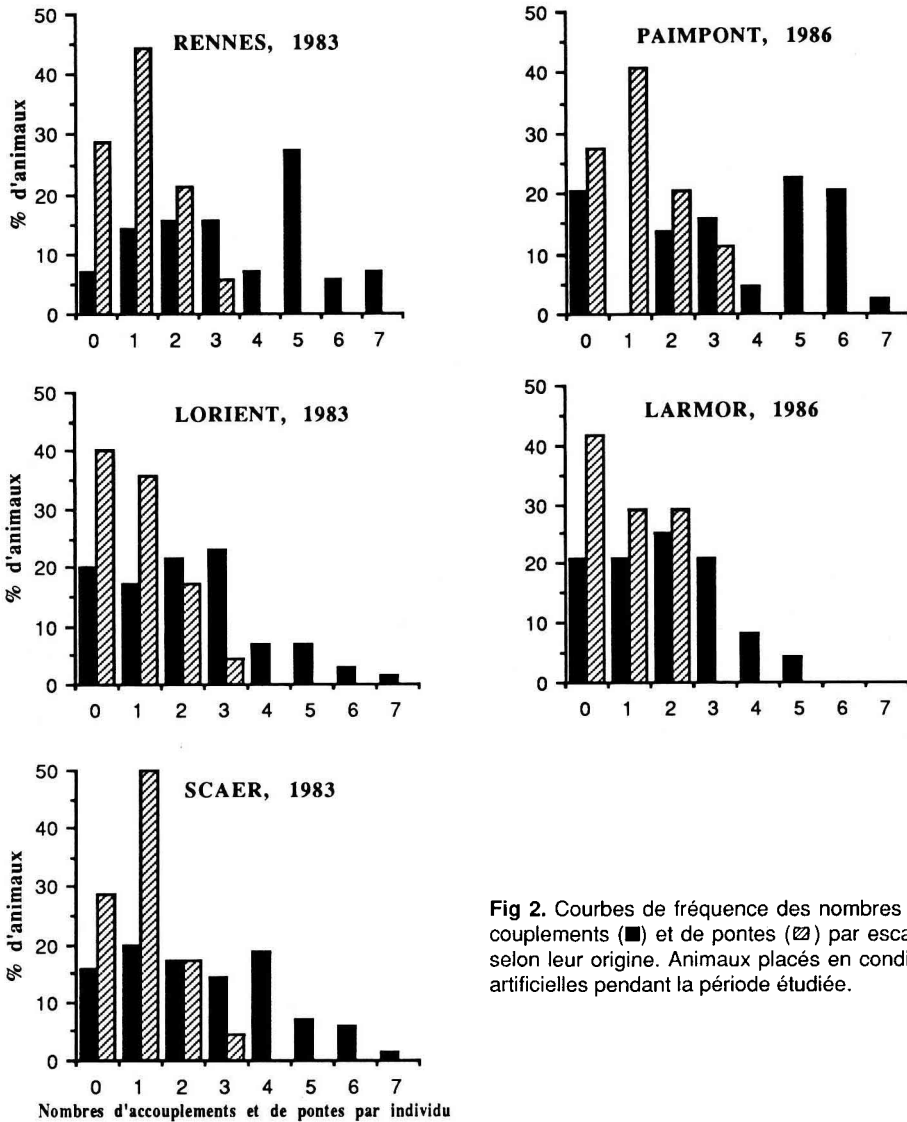 RENNES, 1983
% d'animaux
50
40
30
20
10
0
0 1 2 3 4 5 6 7
PAIMPONT, 1986
50
40
30
20
10
0
0 1 2 3 4 5 6 7
LORIENT, 1983
% d'animaux
50
40
30
20
10
0
0 1 2 3 4 5 6 7
LARMOR, 1986
50
40
30
20
10
0
0 1 2 3 4 5 6 7
SCAER, 1983
% d'animaux
50
40
30
20
10
0
0 1 2 3 4 5 6 7
Nombres d'accouplements et de pontes par individu
Fig 2. Courbes de fréquence des nombres
couplements (■) et de pontes (▨) par esca
selon leur origine. Animaux placés en condi
artificielles pendant la période étudiée.